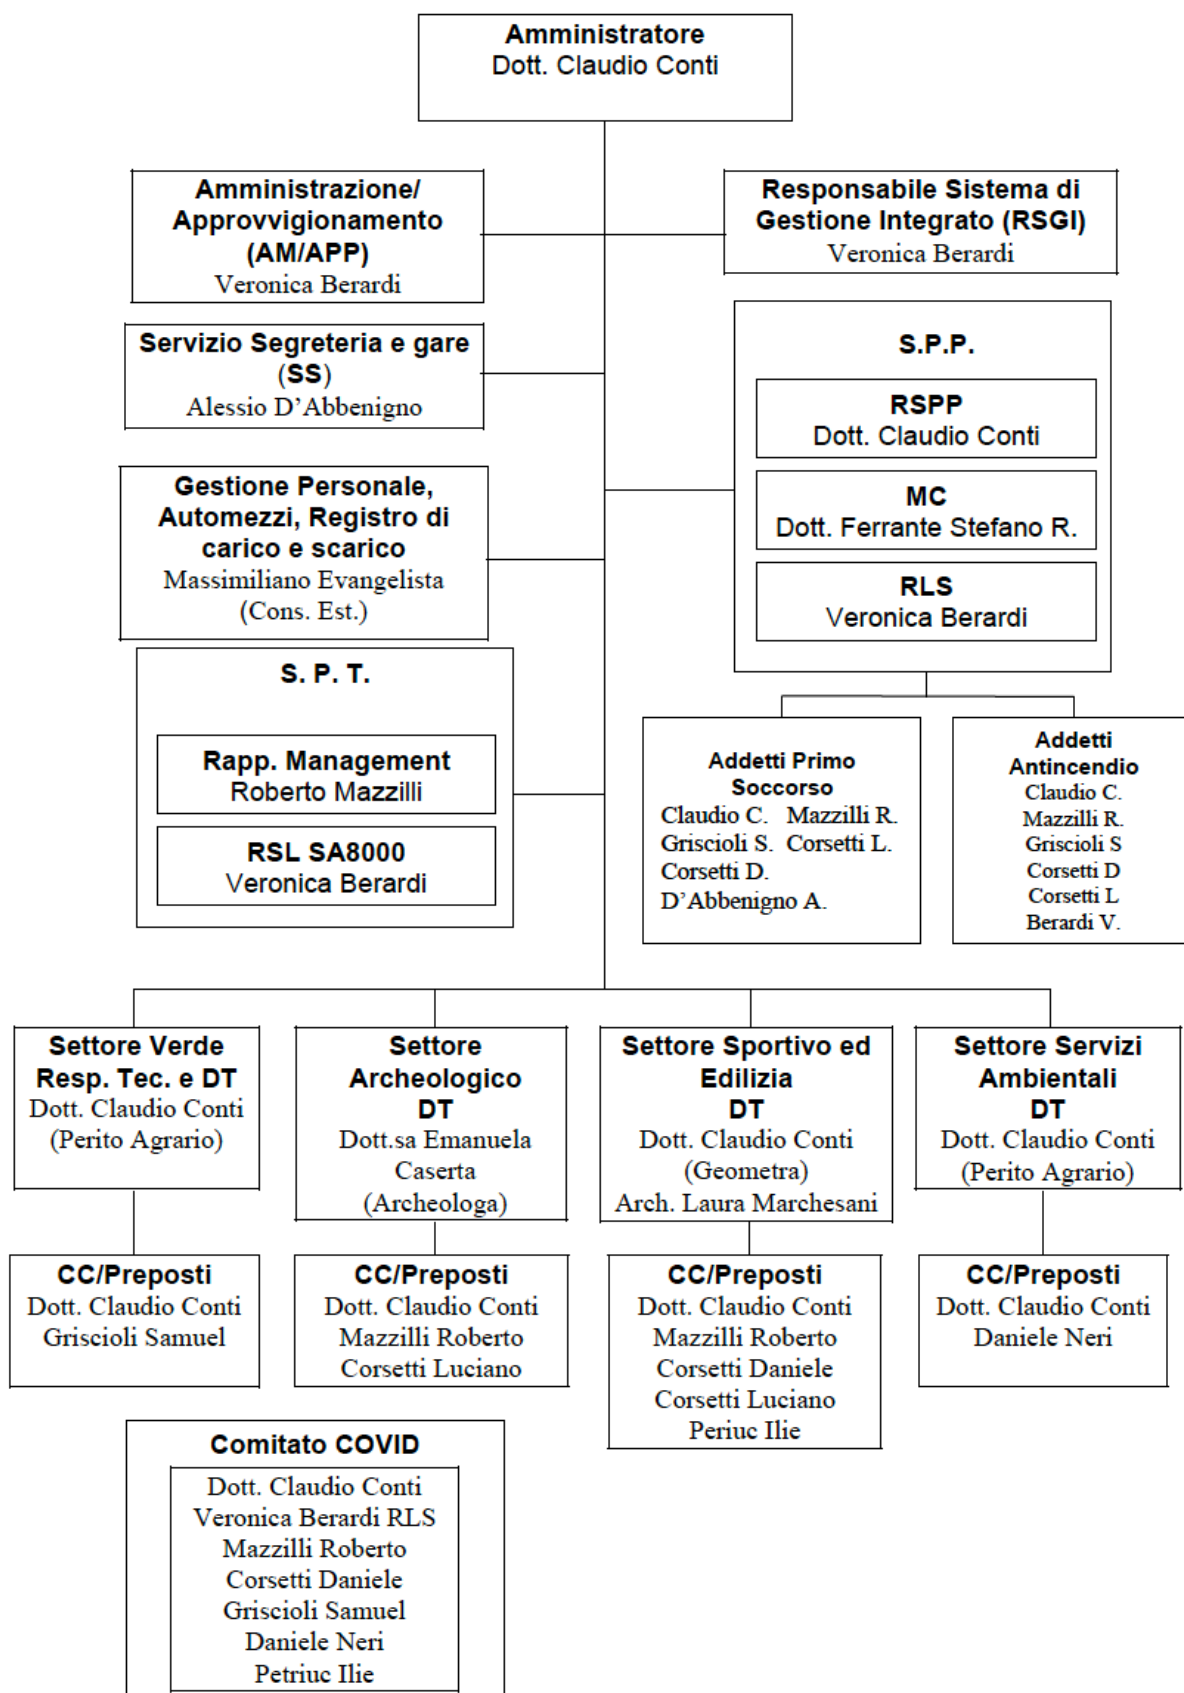 Amministratore
Dott. Claudio Conti
Amministrazione/
Approvvigionamento
(AM/APP)
Veronica Berardi
Responsabile Sistema di
Gestione Integrato (RSGI)
Veronica Berardi
Servizio Segreteria e gare
(SS)
Alessio D'Abbenigno
S.P.P.
RSPP
Dott. Claudio Conti
MC
Dott. Ferrante Stefano R.
RLS
Veronica Berardi
Gestione Personale,
Automezzi, Registro di
carico e scarico
Massimiliano Evangelista
(Cons. Est.)
S. P. T.
Rapp. Management
Roberto Mazzilli
RSL SA8000
Veronica Berardi
Addetti Primo
Soccorso
Claudio C. Mazzilli R.
Griscioli S. Corsetti L.
Corsetti D.
D'Abbenigno A.
Addetti
Antincendio
Claudio C.
Mazzilli R.
Griscioli S
Corsetti D
Corsetti L
Berardi V.
Settore Verde
Resp. Tec. e DT
Dott. Claudio Conti
(Perito Agrario)
Settore
Archeologico
DT
Dott.sa Emanuela
Caserta
(Archeologa)
Settore Sportivo ed
Edilizia
DT
Dott. Claudio Conti
(Geometra)
Arch. Laura Marchesani
Settore Servizi
Ambientali
DT
Dott. Claudio Conti
(Perito Agrario)
CC/Preposti
Dott. Claudio Conti
Griscioli Samuel
CC/Preposti
Dott. Claudio Conti
Mazzilli Roberto
Corsetti Luciano
CC/Preposti
Dott. Claudio Conti
Mazzilli Roberto
Corsetti Daniele
Corsetti Luciano
Periuc Ilie
CC/Preposti
Dott. Claudio Conti
Daniele Neri
Comitato COVID
Dott. Claudio Conti
Veronica Berardi RLS
Mazzilli Roberto
Corsetti Daniele
Griscioli Samuel
Daniele Neri
Petriuc Ilie